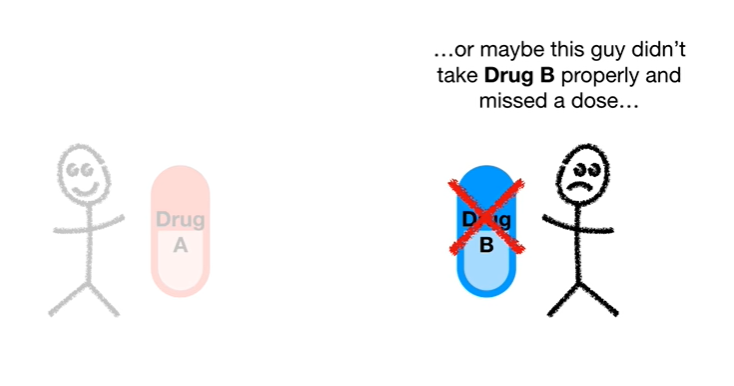 …or maybe this guy didn’t
take Drug B properly and
missed a dose…
Drug
A
Drug
B